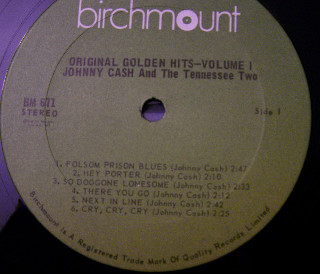 birchmount
ORIGINAL GOLDEN HITS—VOLUME I
JOHNNY CASH And The Tennessee Two
BM 671
STEREO
Side 1
1. FOLSOM PRISON BLUES (Johnny Cash) 2:47
2. HEY PORTER (Johnny Cash) 2:10
3. SO DOGGONE LONESOME (Johnny Cash) 2:33
4. THERE YOU GO (Johnny Cash) 2:12
5. NEXT IN LINE (Johnny Cash) 2:42
6. CRY, CRY, CRY (Johnny Cash) 2:25
Birchmount Is A Registered Trade Mark Of Quality Records Limited